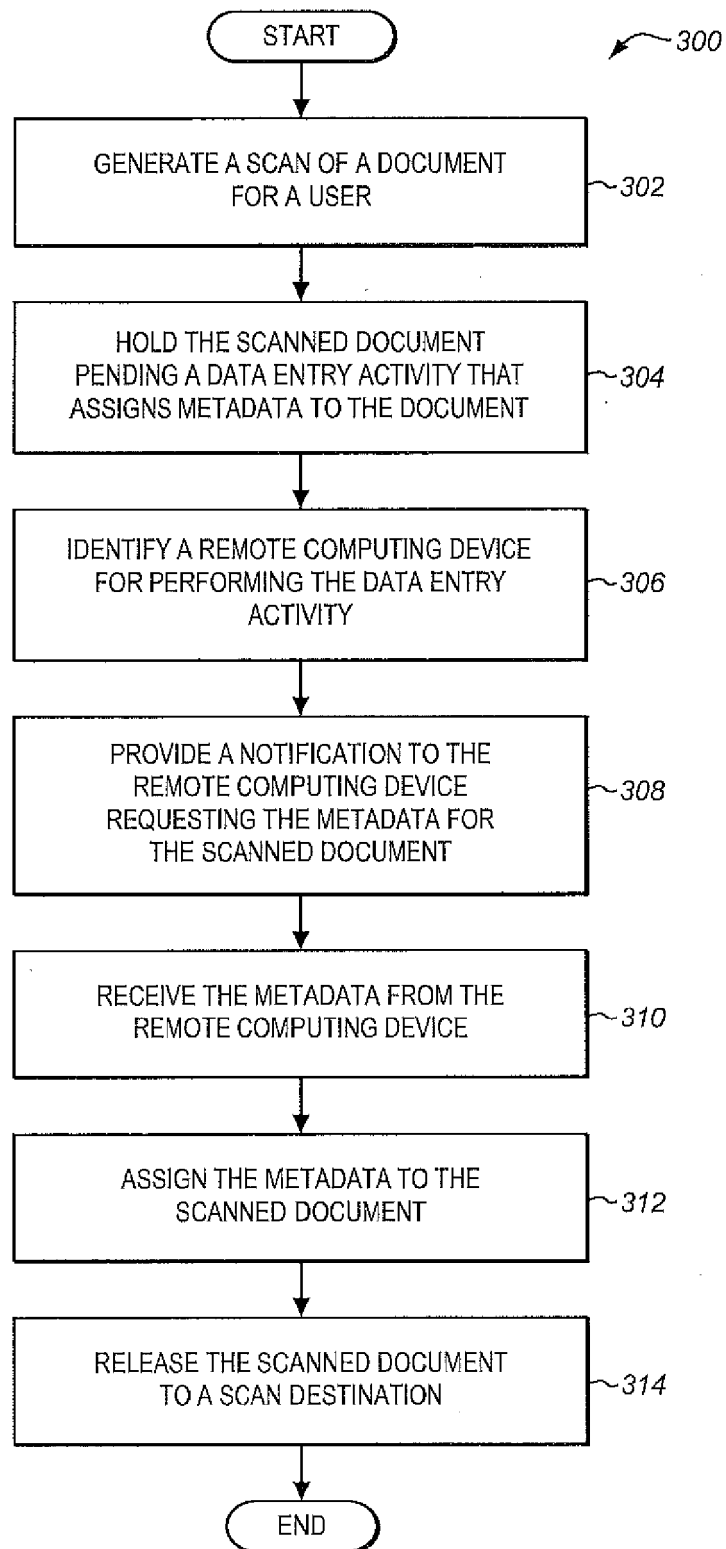 START
300
GENERATE A SCAN OF A DOCUMENT
FOR A USER
302
HOLD THE SCANNED DOCUMENT
PENDING A DATA ENTRY ACTIVITY THAT
ASSIGNS METADATA TO THE DOCUMENT
304
IDENTIFY A REMOTE COMPUTING DEVICE
FOR PERFORMING THE DATA ENTRY
ACTIVITY
306
PROVIDE A NOTIFICATION TO THE
REMOTE COMPUTING DEVICE
REQUESTING THE METADATA FOR
THE SCANNED DOCUMENT
308
RECEIVE THE METADATA FROM THE
REMOTE COMPUTING DEVICE
310
ASSIGN THE METADATA TO THE
SCANNED DOCUMENT
312
RELEASE THE SCANNED DOCUMENT
TO A SCAN DESTINATION
314
END